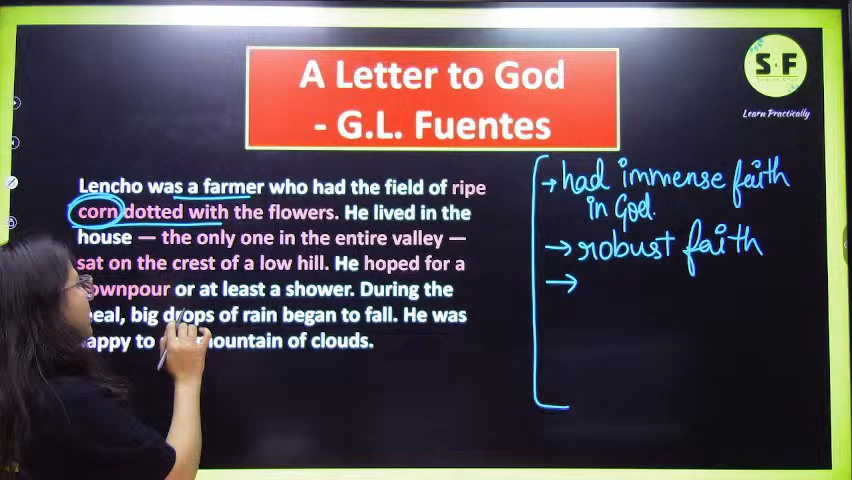 A Letter to God
- G.L. Fuentes
S F
Learn Practically
Lencho was a farmer who had the field of ripe
corn dotted with the flowers. He lived in the
house — the only one in the entire valley —
sat on the crest of a low hill. He hoped for a
ownpour or at least a shower. During the
eal, big drops of rain began to fall. He was
appy to mountain of clouds.
→ had immense faith
in God.
→ robust faith
→